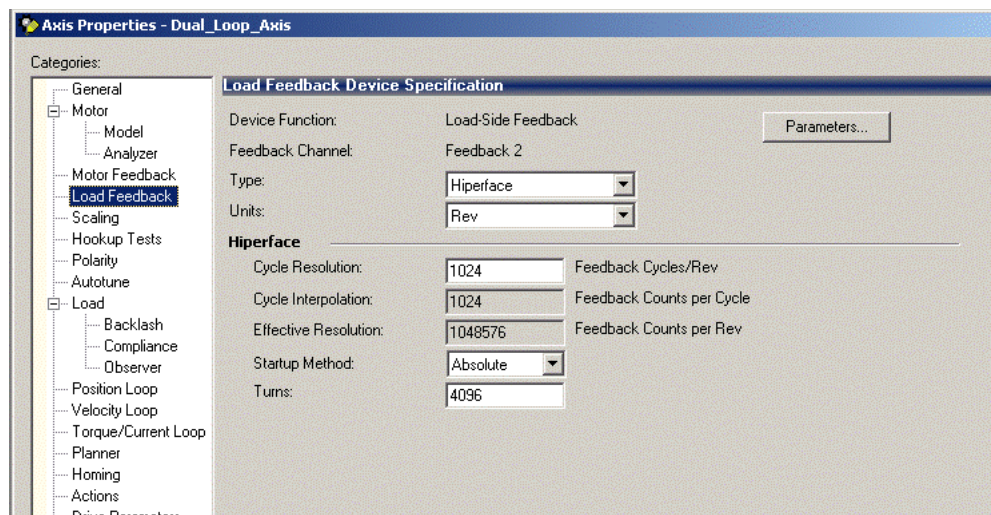 Axis Properties - Dual_Loop_Axis
Categories:
General
Motor
Model
Analyzer
Motor Feedback
Load Feedback
Scaling
Hookup Tests
Polarity
Autotune
Load
Backlash
Compliance
Observer
Position Loop
Velocity Loop
Torque/Current Loop
Planner
Homing
Actions
Drive Parameters
Load Feedback Device Specification
Device Function: Load-Side Feedback
Parameters...
Feedback Channel: Feedback 2
Type: Hiperface
Units: Rev
Hiperface
Cycle Resolution: 1024 Feedback Cycles/Rev
Cycle Interpolation: 1024 Feedback Counts per Cycle
Effective Resolution: 1048576 Feedback Counts per Rev
Startup Method: Absolute
Turns: 4096